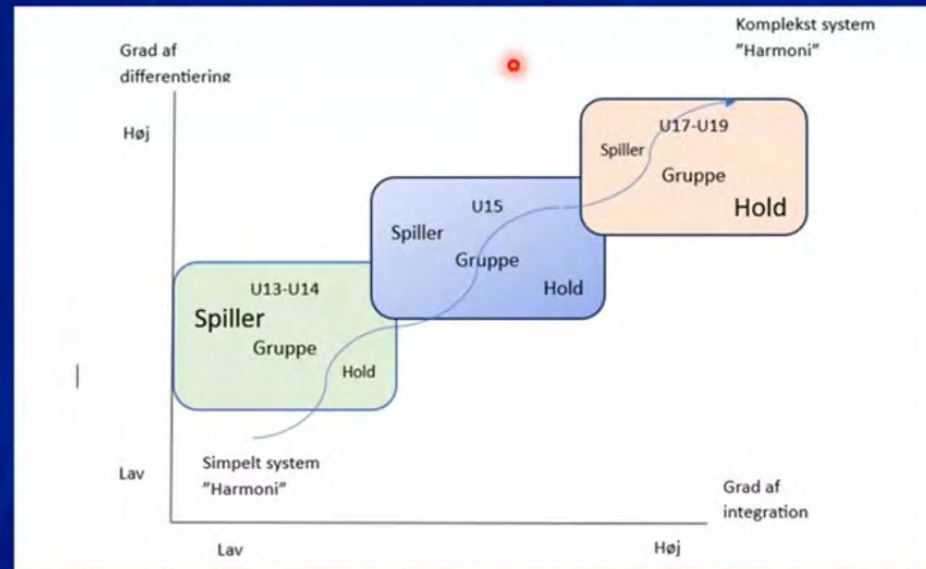 Komplekst system
"Harmoni"
Grad af
differentiering
Høj
U17-U19
Spiller
Gruppe
Hold
U15
Spiller
Gruppe
Hold
U13-U14
Spiller
Gruppe
Hold
Simpelt system
"Harmoni"
Lav
Grad af
integration
Lav
Høj